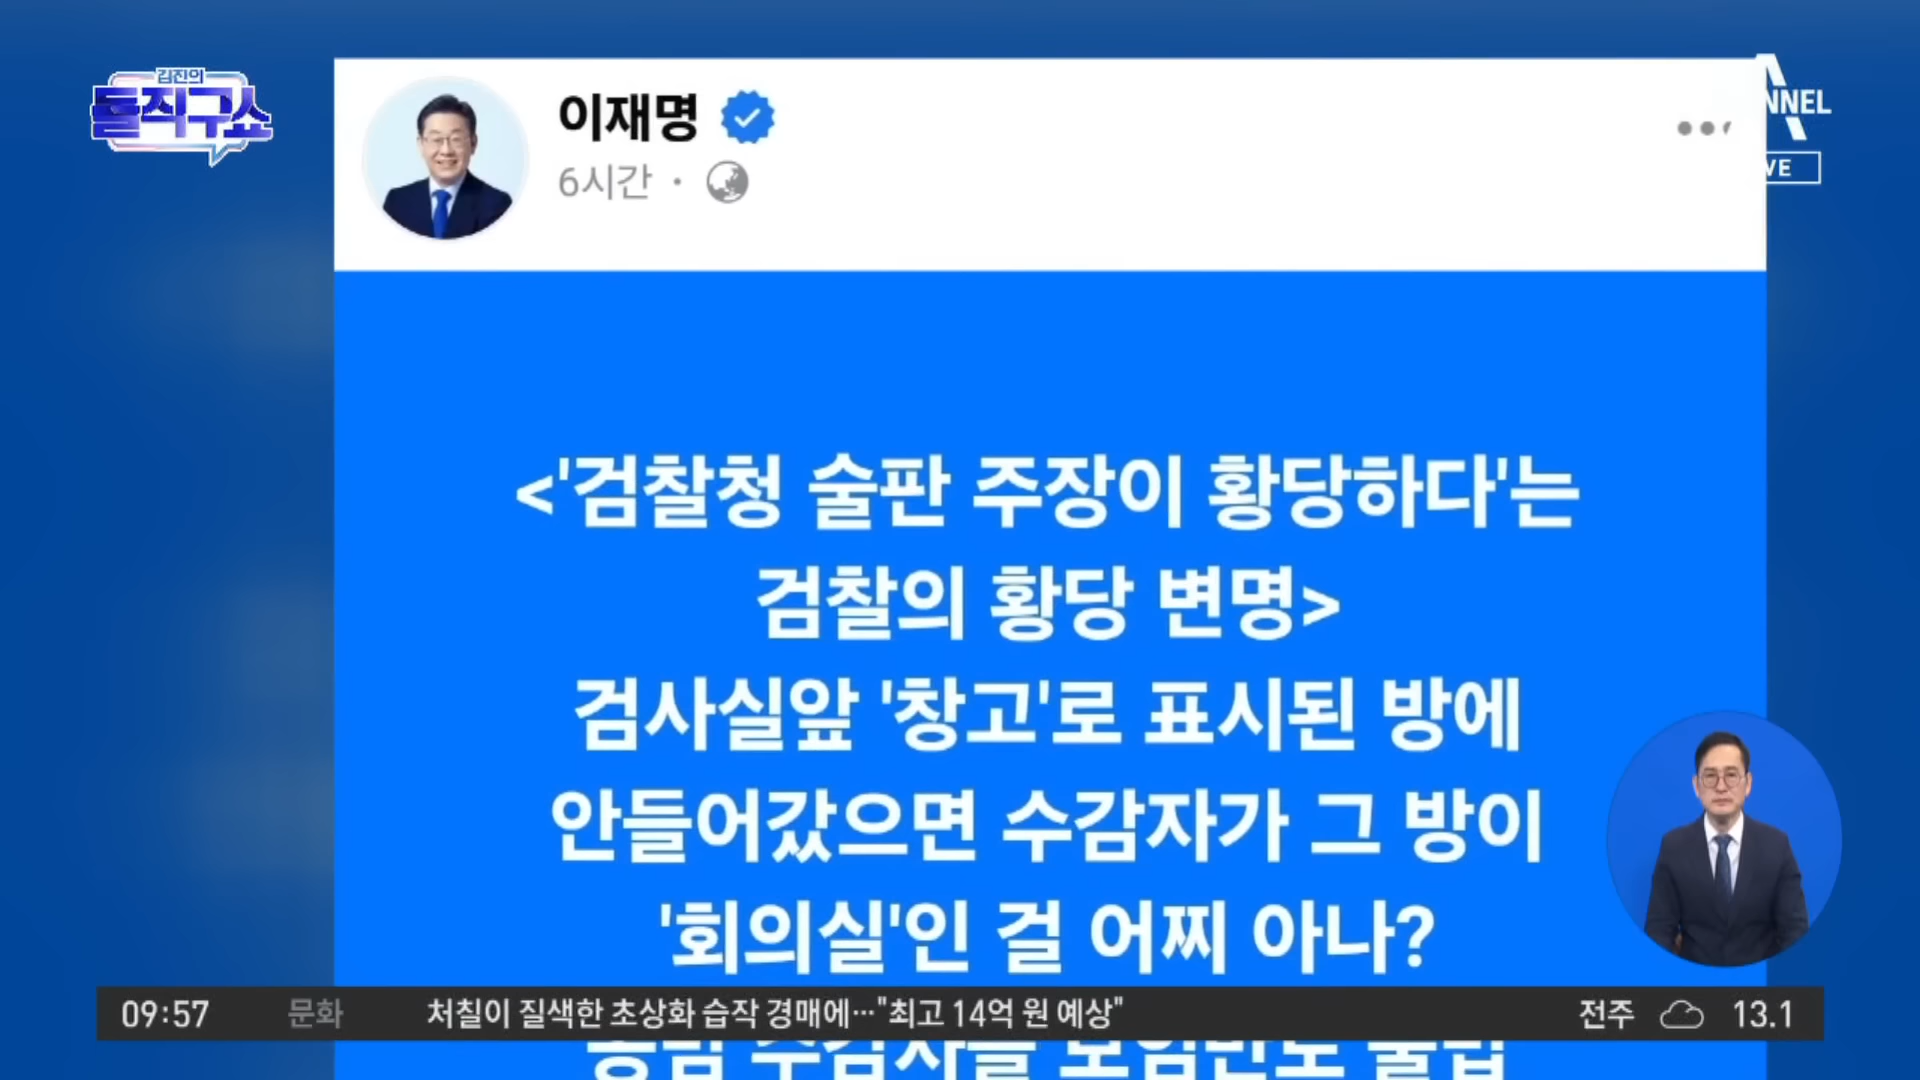 김진의
돌직구쇼
이재명
6시간
NNEL
VE
<'검찰청 술판 주장이 황당하다'는
검찰의 황당 변명>
검사실앞 '창고'로 표시된 방에
안들어갔으면 수감자가 그 방이
'회의실'인 걸 어찌 아나?
09:57 문화 처칠이 질색한 초상화 습작 경매에…"최고 14억 원 예상" 전주 13.1